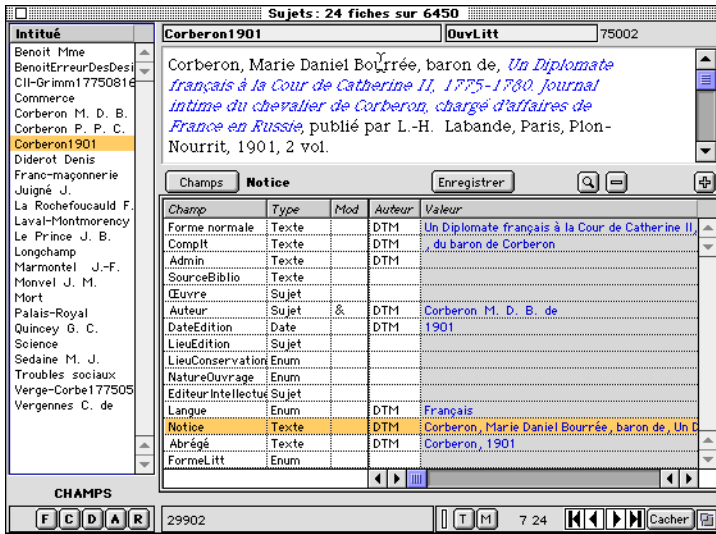 Sujets: 24 fiches sur 6450
Intitué
Benoit Mme
BenoitErreurDesDesi
CII-Grimm17750816
Commerce
Corberon M. D. B.
Corberon P. P. C.
Corberon1901
Diderot Denis
Franc-maçonnerie
Juigné J.
La Rochefoucauld F.
Laval-Montmorency
Le Prince J. B.
Longchamp
Marmontel J.-F.
Monvel J. M.
Mort
Palais-Royal
Quincey G. C.
Science
Sedaine M. J.
Troubles sociaux
Verge-Corbe177505
Vergennes C. de
CHAMPS
F C D A R
Corberon1901 OuvLitt 75002
Corberon, Marie Daniel Bourrée, baron de, Un Diplomate
français à la Cour de Catherine II, 1775-1780. Journal
intime du chevalier de Corberon, chargé d'affaires de
France en Russie, publié par L.-H. Labande, Paris, Plon-
Nourrit, 1901, 2 vol.
Champs Notice Enregistrer
Champ Type Mod Auteur Valeur
Forme normale Texte DTM Un Diplomate français à la Cour de Catherine II,
Complt Texte DTM , du baron de Corberon
Admin Texte DTM
SourceBiblio Texte
Œuvre Sujet
Auteur Sujet & DTM Corberon M. D. B. de
DateEdition Date DTM 1901
LieuEdition Sujet
LieuConservation Enum
NatureOuvrage Enum
EditeurIntellectue Sujet
Langue Enum DTM Français
Notice Texte DTM Corberon, Marie Daniel Bourrée, baron de, Un D
Abrégé Texte DTM Corberon, 1901
FormeLitt Enum
29902 T M 7 24 Cacher